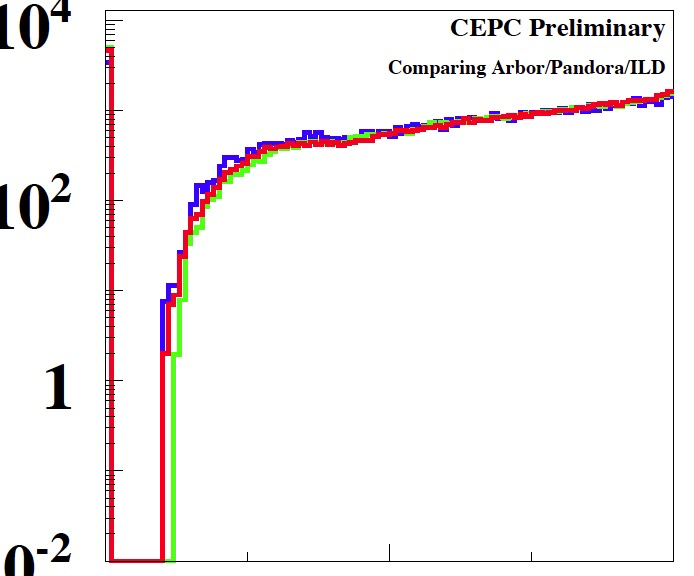 10⁴
CEPC Preliminary
Comparing Arbor/Pandora/ILD
10²
1
0⁻²